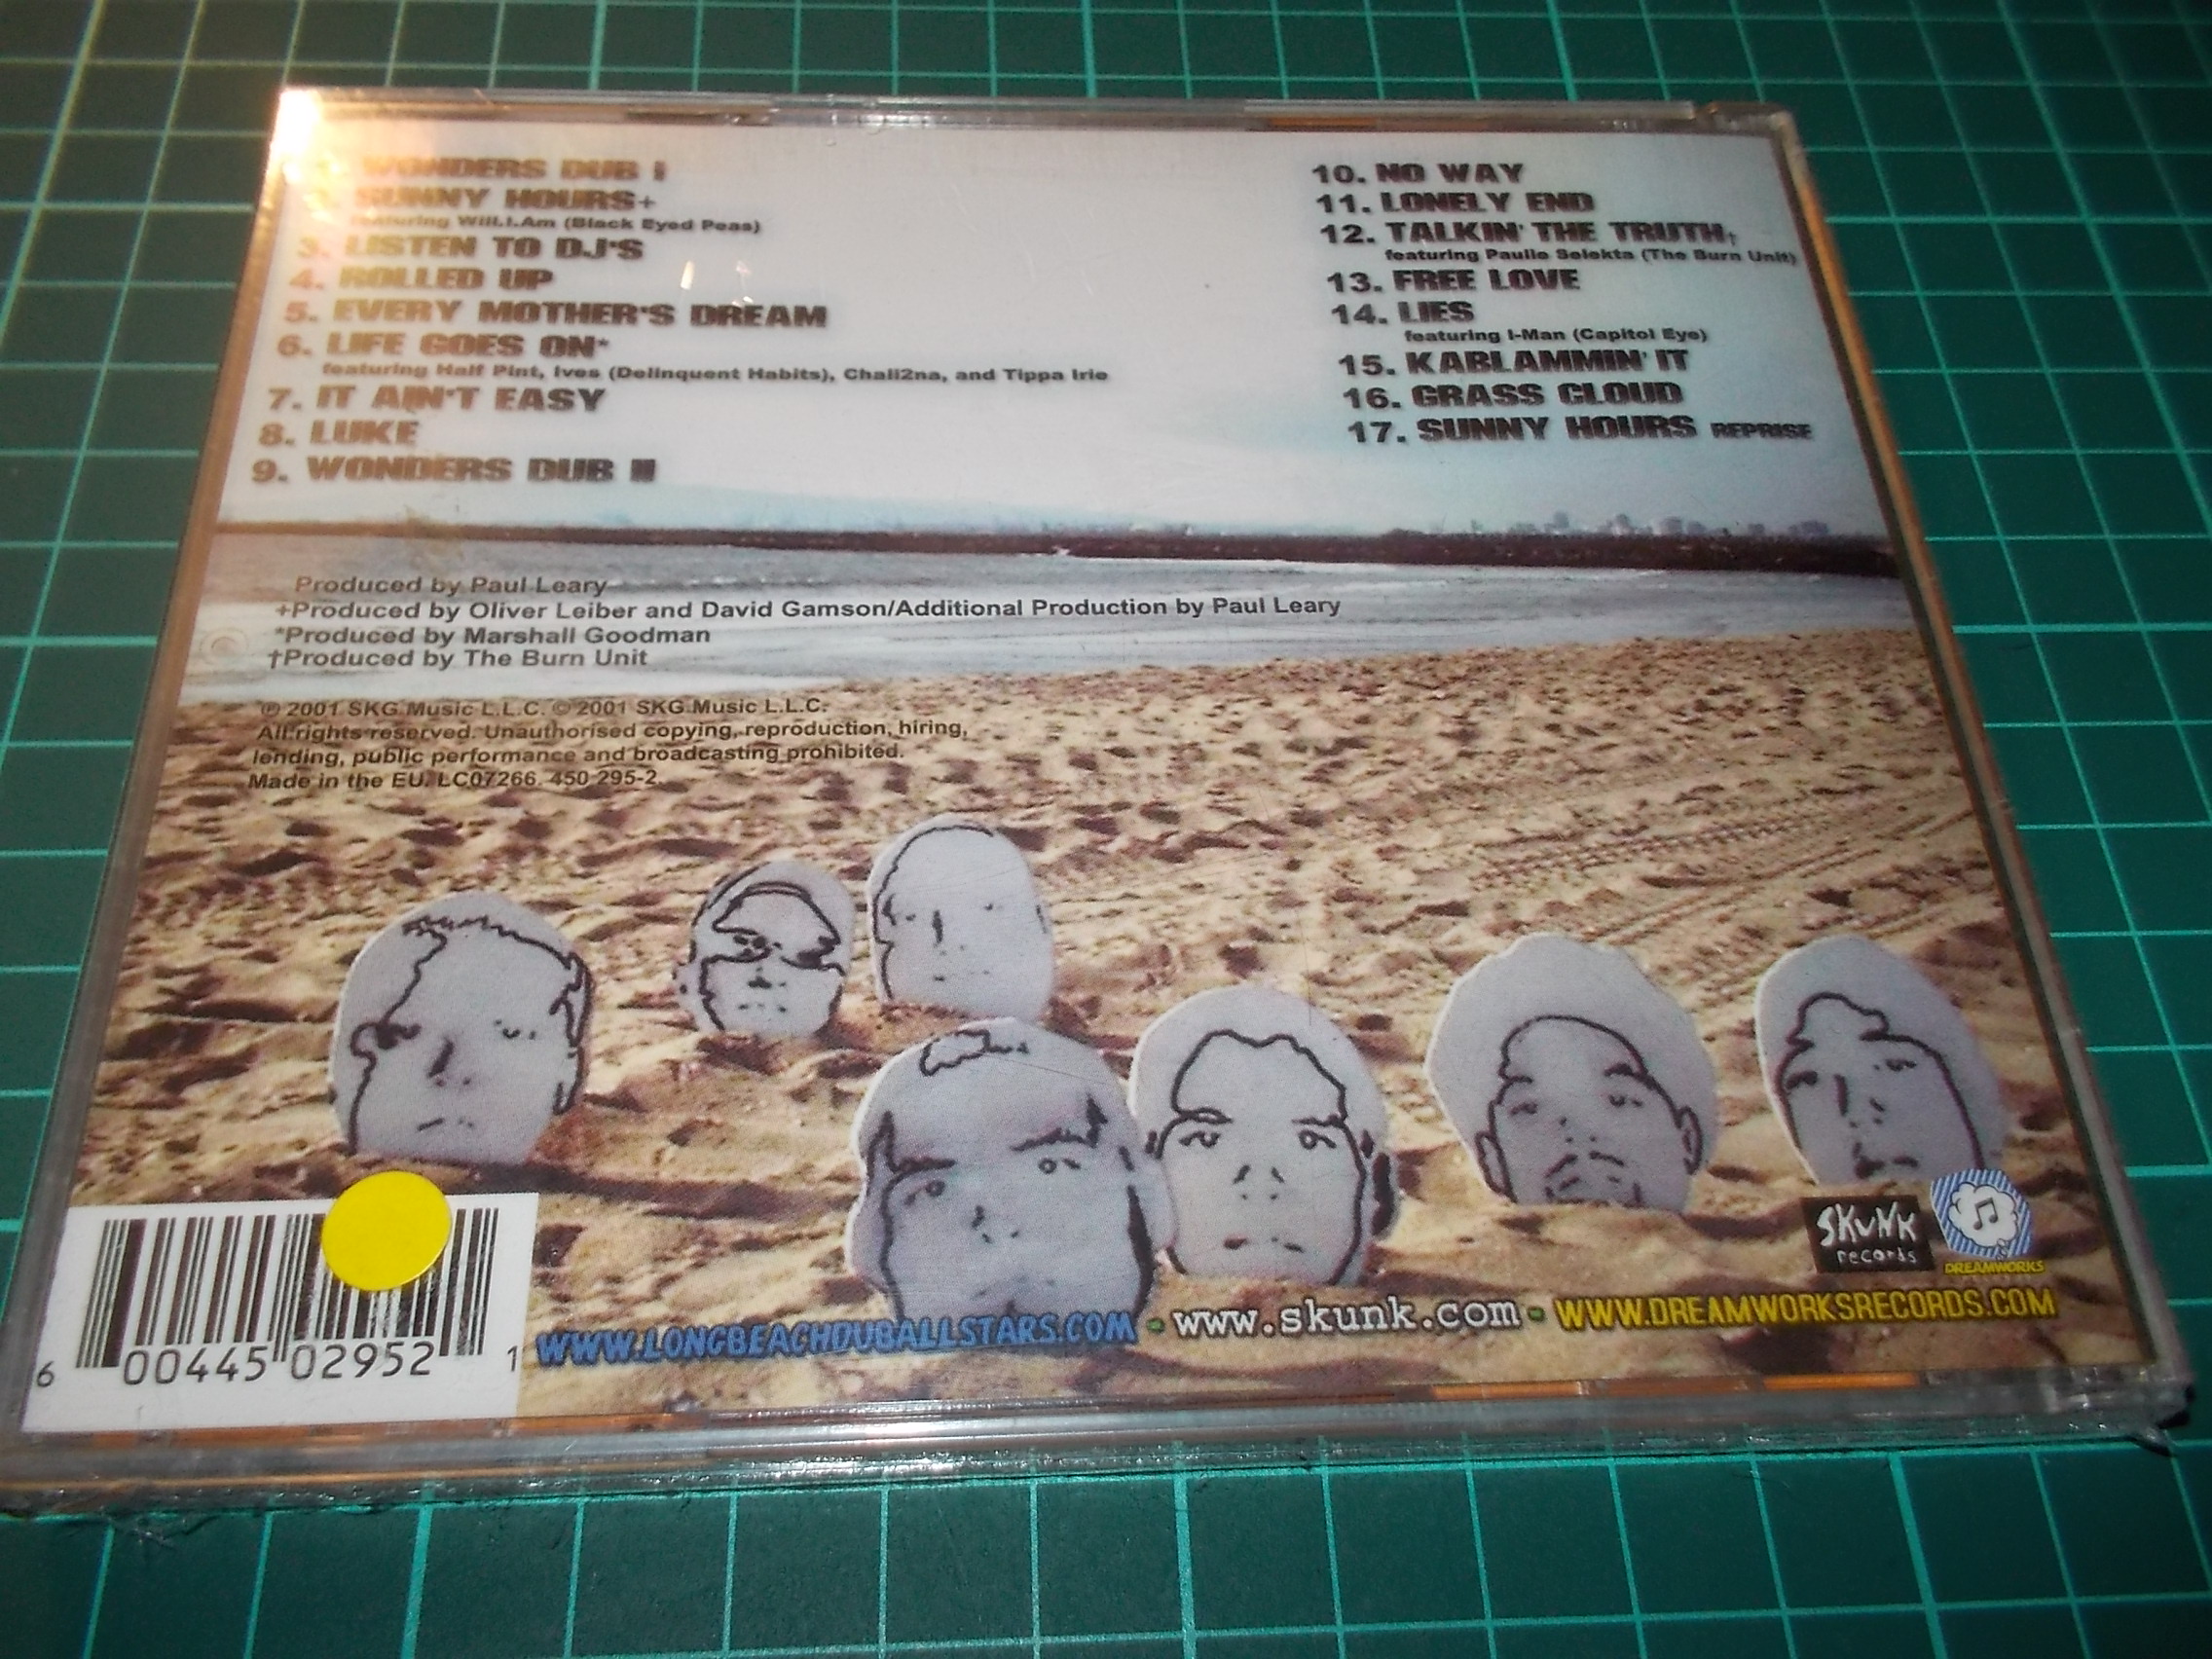 1. WONDERS DUB I
2. SUNNY HOURS+
featuring Will.I.Am (Black Eyed Peas)
3. LISTEN TO DJ'S
4. ROLLED UP
5. EVERY MOTHER'S DREAM
6. LIFE GOES ON*
featuring Half Pint, Ives (Delinquent Habits), Chali2na, and Tippa Irie
7. IT AIN'T EASY
8. LUKE
9. WONDERS DUB II
10. NO WAY
11. LONELY END
12. TALKIN' THE TRUTH†
featuring Paulie Selekta (The Burn Unit)
13. FREE LOVE
14. LIES
featuring I-Man (Capitol Eye)
15. KABLAMMIN' IT
16. GRASS CLOUD
17. SUNNY HOURS REPRISE
Produced by Paul Leary
+Produced by Oliver Leiber and David Gamson/Additional Production by Paul Leary
*Produced by Marshall Goodman
†Produced by The Burn Unit
℗ 2001 SKG Music L.L.C. © 2001 SKG Music L.L.C.
All rights reserved. Unauthorised copying, reproduction, hiring,
lending, public performance and broadcasting prohibited.
Made in the EU. LC07266. 450 295-2.
SKUNK
records
DREAMWORKS
6 00445 02952 1
WWW.LONGBEACHDUBALLSTARS.COM - www.skunk.com - WWW.DREAMWORKSRECORDS.COM